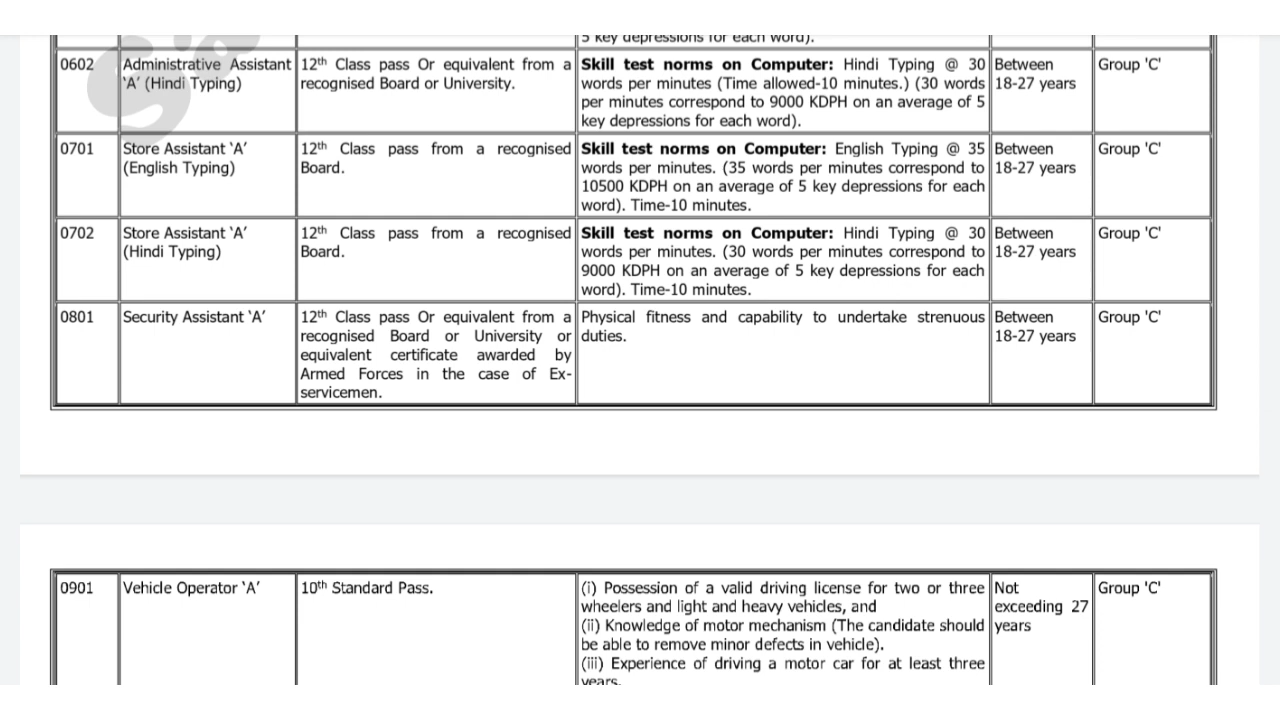 5 key depressions for each word).
0602 Administrative Assistant 12th Class pass Or equivalent from a Skill test norms on Computer: Hindi Typing @ 30 Between Group 'C'
'A' (Hindi Typing) recognised Board or University. words per minutes (Time allowed-10 minutes.) (30 words 18-27 years
per minutes correspond to 9000 KDPH on an average of 5
key depressions for each word).
0701 Store Assistant 'A' 12th Class pass from a recognised Skill test norms on Computer: English Typing @ 35 Between Group 'C'
(English Typing) Board. words per minutes. (35 words per minutes correspond to 18-27 years
10500 KDPH on an average of 5 key depressions for each
word). Time-10 minutes.
0702 Store Assistant 'A' 12th Class pass from a recognised Skill test norms on Computer: Hindi Typing @ 30 Between Group 'C'
(Hindi Typing) Board. words per minutes. (30 words per minutes correspond to 18-27 years
9000 KDPH on an average of 5 key depressions for each
word). Time-10 minutes.
0801 Security Assistant 'A' 12th Class pass Or equivalent from a Physical fitness and capability to undertake strenuous Between Group 'C'
recognised Board or University or duties. 18-27 years
equivalent certificate awarded by
Armed Forces in the case of Ex-
servicemen.
0901 Vehicle Operator 'A' 10th Standard Pass. (i) Possession of a valid driving license for two or three Not Group 'C'
wheelers and light and heavy vehicles, and exceeding 27
(ii) Knowledge of motor mechanism (The candidate should years
be able to remove minor defects in vehicle).
(iii) Experience of driving a motor car for at least three
years.